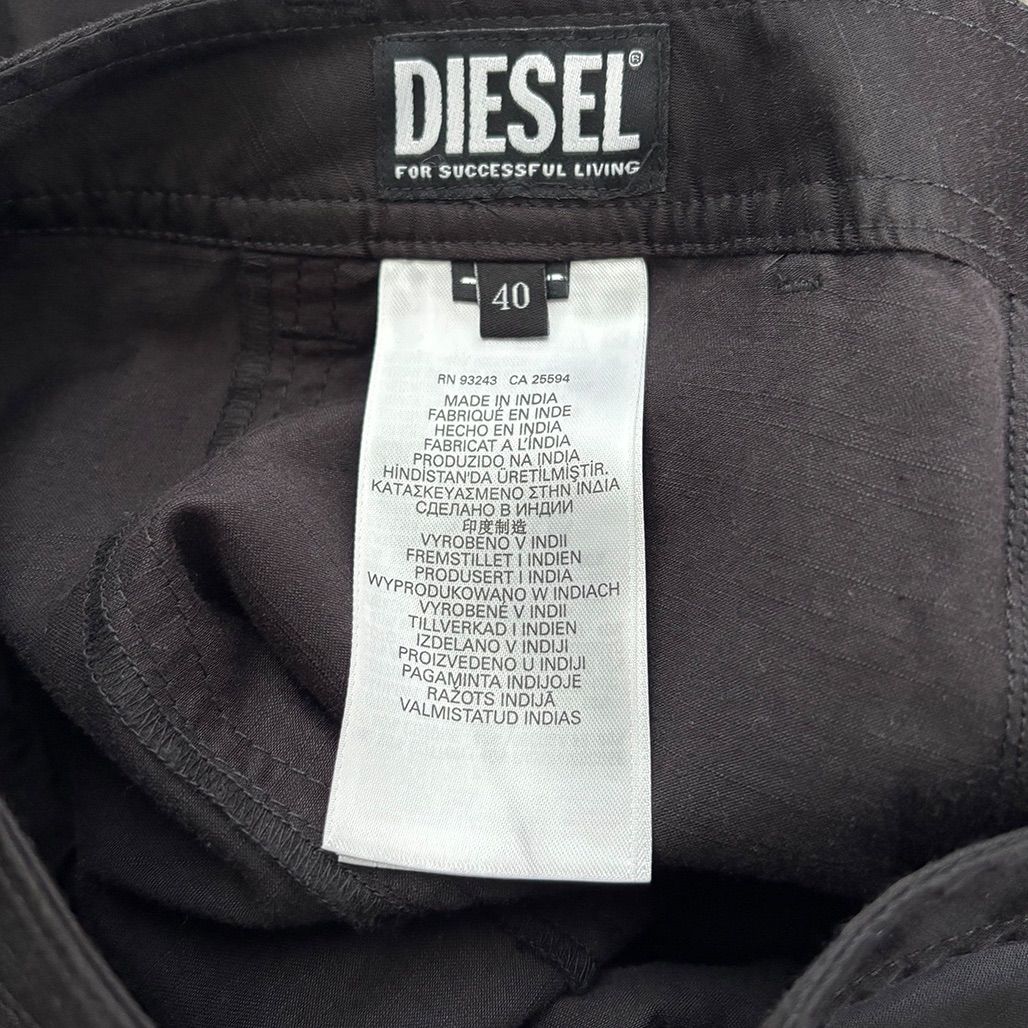 DIESEL®
FOR SUCCESSFUL LIVING
40
RN 93243 CA 25594
MADE IN INDIA
FABRIQUÉ EN INDE
HECHO EN INDIA
FABRICAT A L'ÍNDIA
PRODUZIDO NA INDIA
HİNDİSTAN'DA ÜRETİLMİŞTİR.
ΚΑΤΑΣΚΕΥΑΣΜΕΝΟ ΣΤΗΝ ΙΝΔΙΑ
СДЕЛАНО В ИНДИИ
印度制造
VYROBENO V INDII
FREMSTILLET I INDIEN
PRODUSERT I INDIA
WYPRODUKOWANO W INDIACH
VYROBENÉ V INDII
TILLVERKAD I INDIEN
IZDELANO V INDIJI
PROIZVEDENO U INDIJI
PAGAMINTA INDIJOJE
RAŽOTS INDIJĀ
VALMISTATUD INDIAS